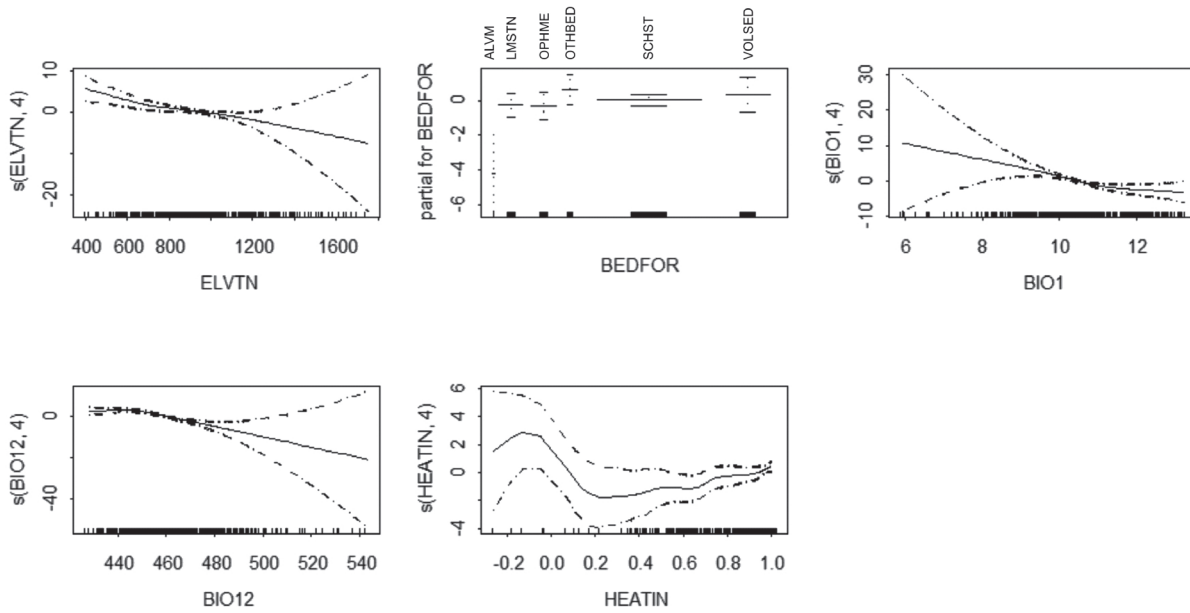 ALVM
LMSTN
OPHME
OTHBED
SCHST
VOLSED
s(ELVTN, 4)
10
0
-20
400 600 800 1200 1600
ELVTN
partial for BEDFOR
0
-2
-4
-6
BEDFOR
s(BIO1, 4)
30
20
10
0
-10
6 8 10 12
BIO1
s(BIO12, 4)
0
-40
440 460 480 500 520 540
BIO12
s(HEATIN, 4)
6
4
2
0
-4
-0.2 0.0 0.2 0.4 0.6 0.8 1.0
HEATIN